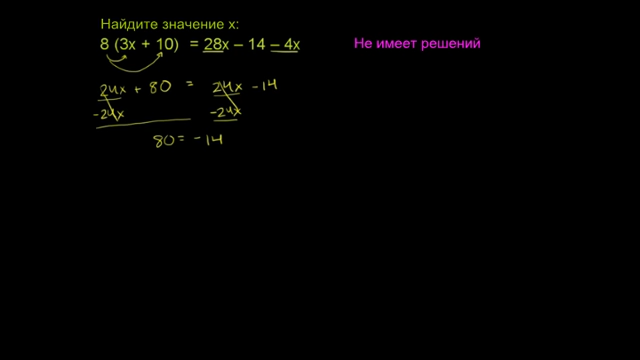 Найдите значение x:
8 (3x + 10) = 28x – 14 – 4x
Не имеет решений
24x + 80 = 24x - 14
-24x -24x
80 = - 14